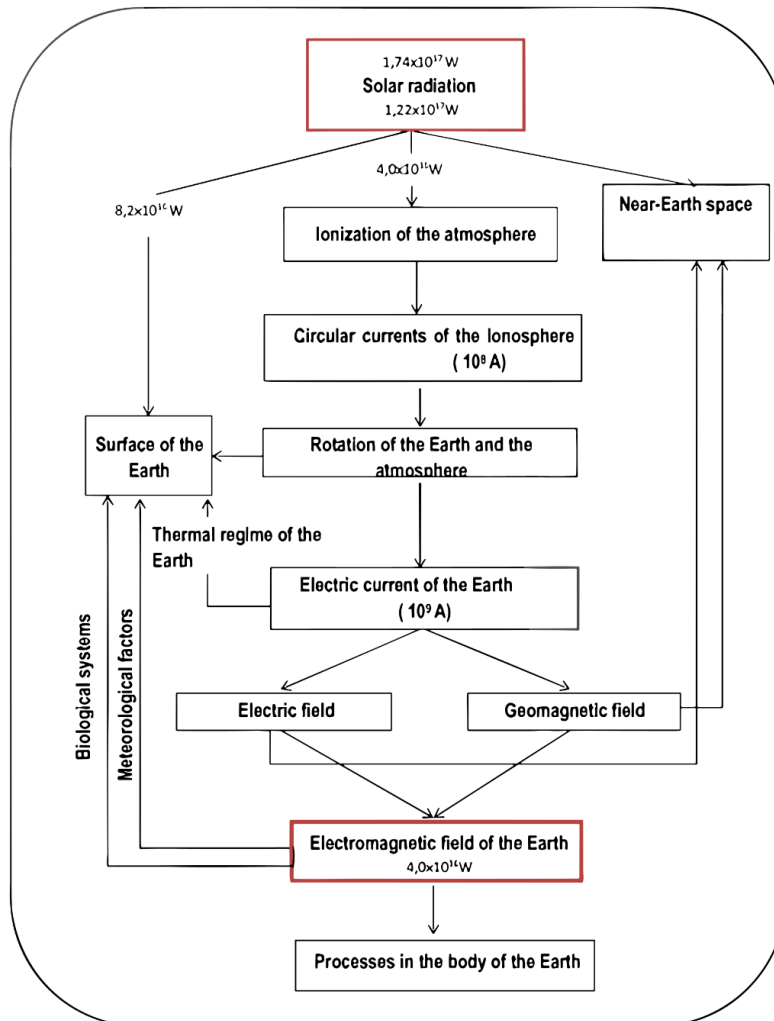 1,74x10¹⁷W
Solar radiation
1,22x10¹⁷W
4,0x10¹⁶W
8,2x10¹⁶W
Near-Earth space
Ionization of the atmosphere
Circular currents of the Ionosphere
( 10⁸ A)
Surface of the
Earth
Rotation of the Earth and the
atmosphere
Thermal regime of the
Earth
Electric current of the Earth
( 10⁹ A)
Biological systems
Meteorological factors
Electric field
Geomagnetic field
Electromagnetic field of the Earth
4,0x10¹⁶W
Processes in the body of the Earth